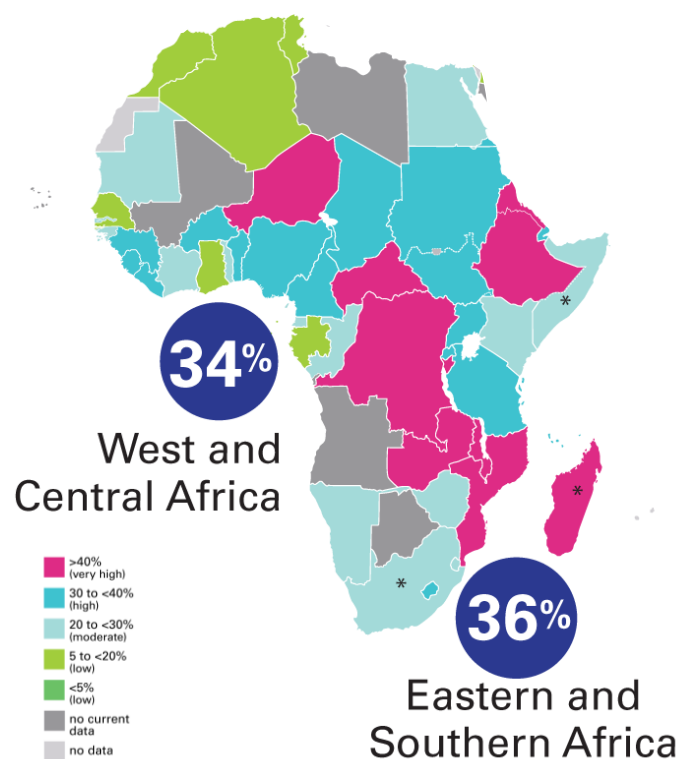 *
34%
West and
Central Africa
*
*
36%
Eastern and
Southern Africa
>40%
(very high)
30 to <40%
(high)
20 to <30%
(moderate)
5 to <20%
(low)
<5%
(low)
no current
data
no data